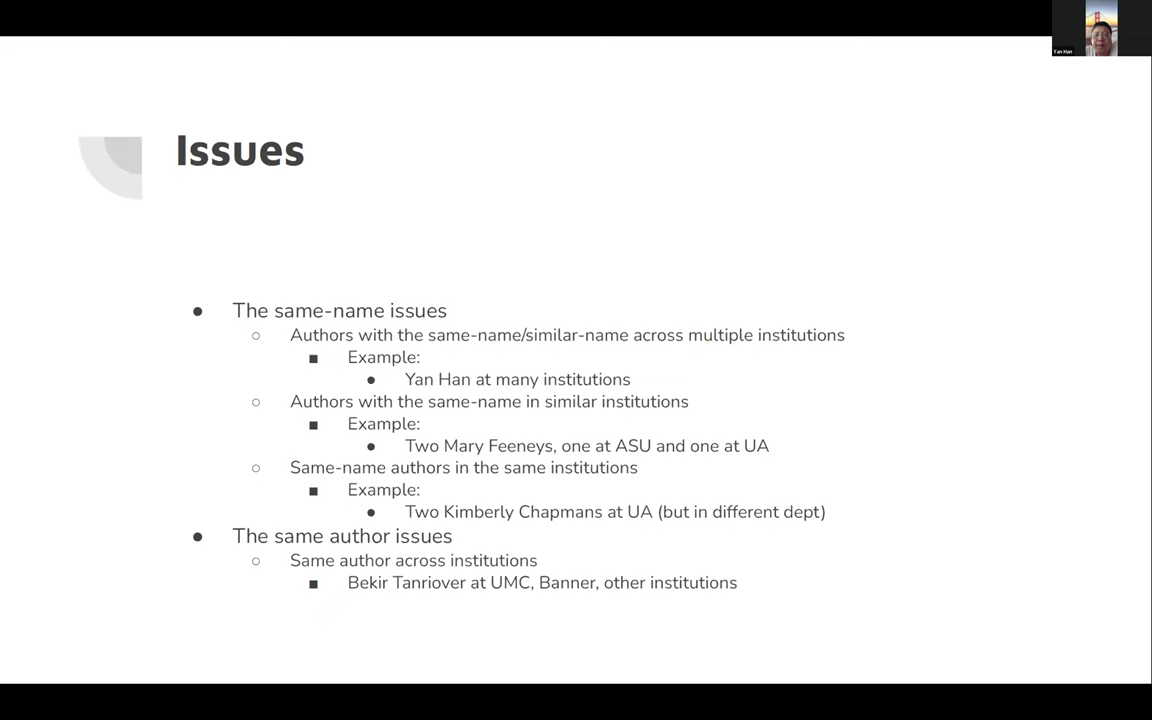 Yan Han
Issues
● The same-name issues
○ Authors with the same-name/similar-name across multiple institutions
■ Example:
● Yan Han at many institutions
○ Authors with the same-name in similar institutions
■ Example:
● Two Mary Feeneys, one at ASU and one at UA
○ Same-name authors in the same institutions
■ Example:
● Two Kimberly Chapmans at UA (but in different dept)
● The same author issues
○ Same author across institutions
■ Bekir Tanriover at UMC, Banner, other institutions